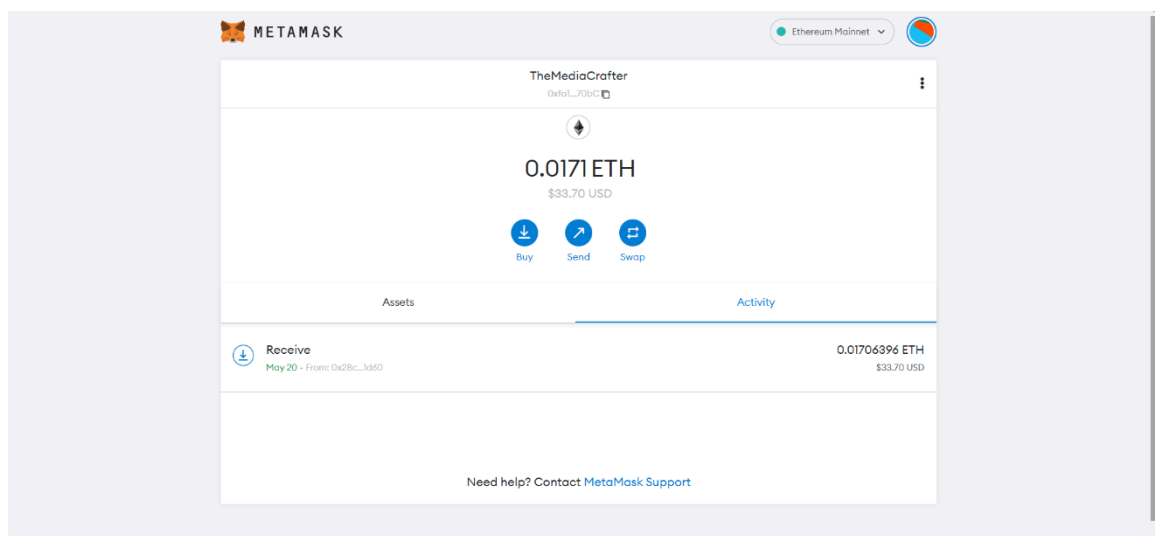 METAMASK
Ethereum Mainnet
TheMediaCrafter
0xfa1...70bC
0.0171 ETH
$33.70 USD
Buy Send Swap
Assets Activity
Receive 0.01706396 ETH
May 20 · From: 0x28c...1d60 $33.70 USD
Need help? Contact MetaMask Support